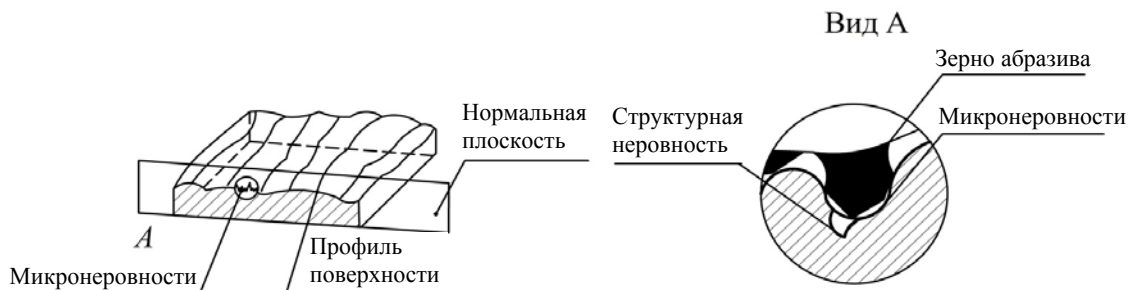 Вид А
Зерно абразива
Структурная
неровность
Микронеровности
Нормальная
плоскость
А
Профиль
поверхности
Микронеровности